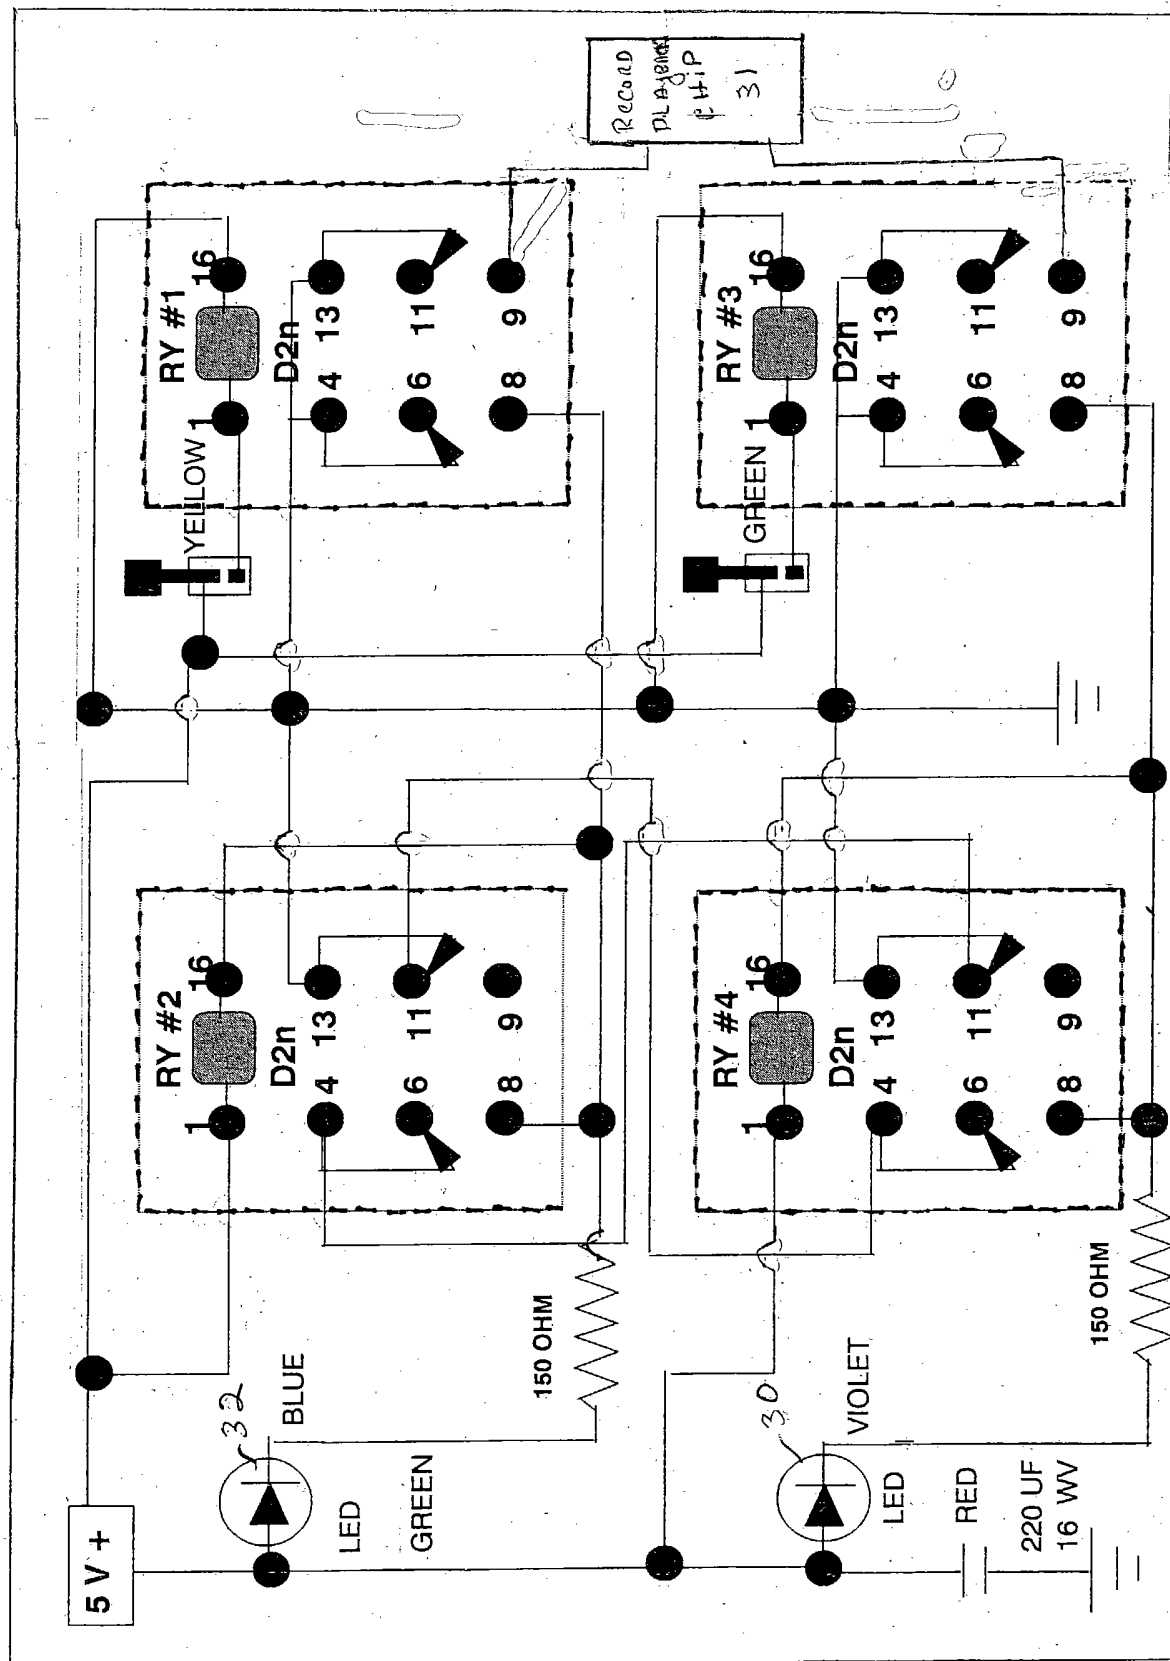 RECORD
PLAYBACK
CHIP
31
RY #1
16
1
D2n
13
4
11
6
9
8
YELLOW
RY #3
16
1
D2n
13
4
11
6
9
8
GREEN
RY #2
16
1
D2n
13
4
11
6
9
8
RY #4
16
1
D2n
13
4
11
6
9
8
5 V +
32
BLUE
LED
GREEN
150 OHM
30
VIOLET
LED
RED
220 UF
16 WV
150 OHM